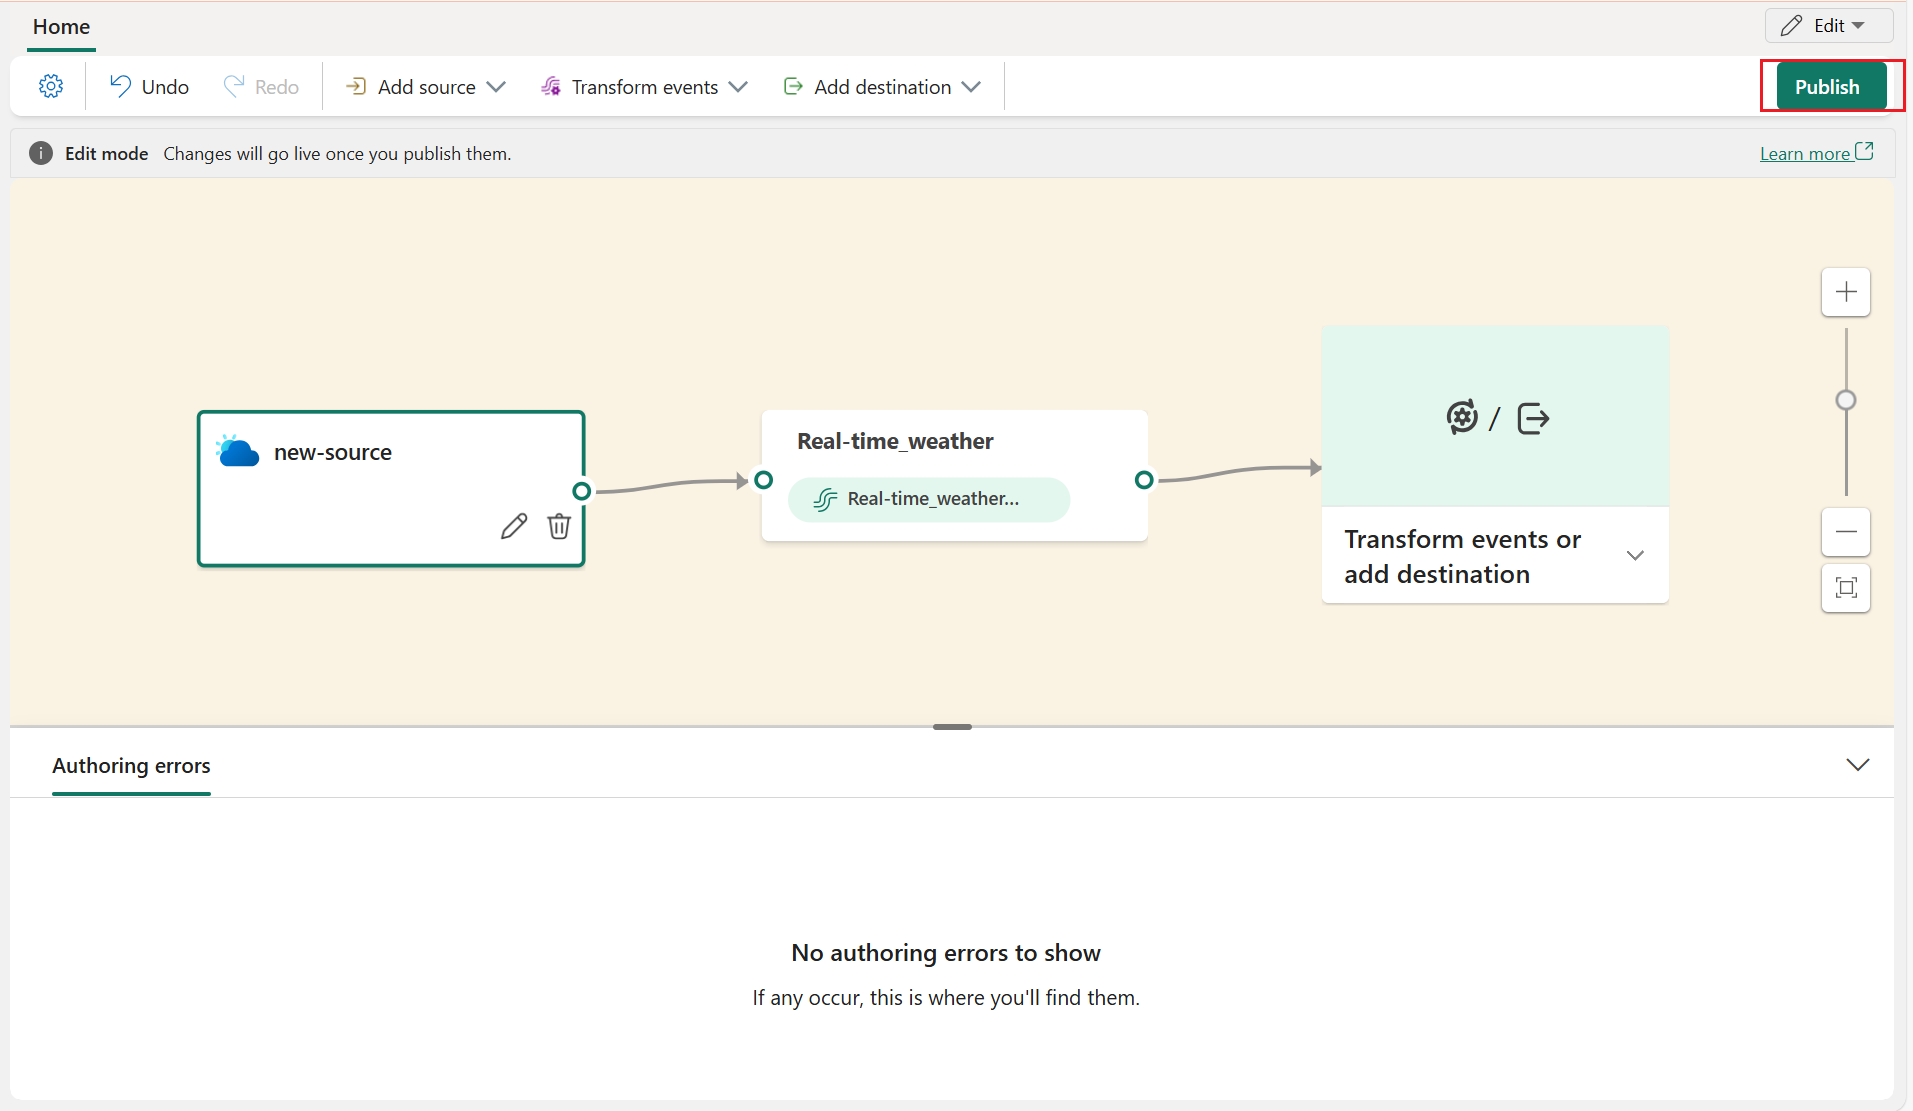 Home
Edit
Undo
Redo
Add source
Transform events
Add destination
Publish
Edit mode Changes will go live once you publish them.
Learn more
new-source
Real-time_weather
Real-time_weather...
/
Transform events or
add destination
Authoring errors
No authoring errors to show
If any occur, this is where you'll find them.